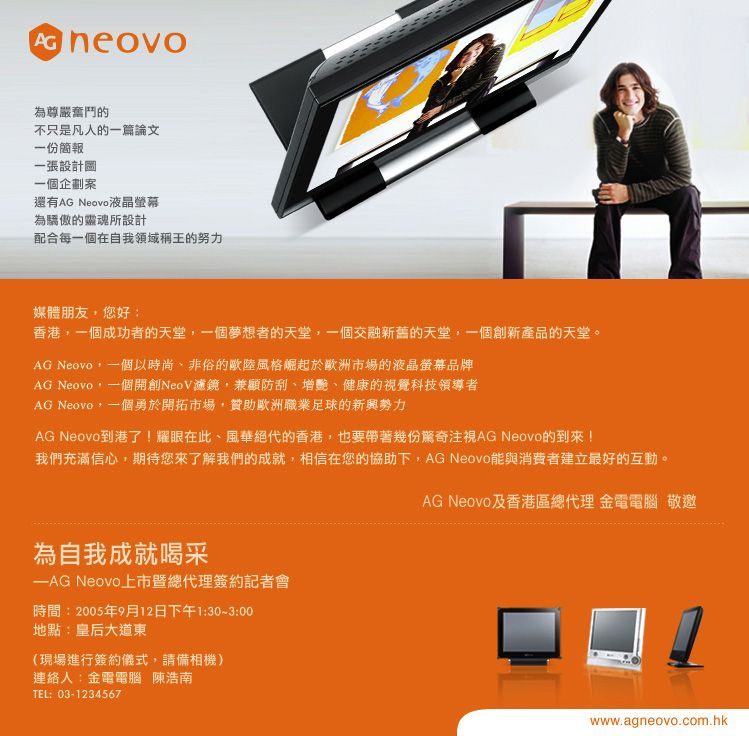 AG neovo
為尊嚴奮鬥的
不只是凡人的一篇論文
一份簡報
一張設計圖
一個企劃案
還有AG Neovo液晶螢幕
為驕傲的靈魂所設計
配合每一個在自我領域稱王的努力
媒體朋友，您好：
香港，一個成功者的天堂，一個夢想者的天堂，一個交融新舊的天堂，一個創新產品的天堂。
AG Neovo，一個以時尚、非俗的歐陸風格崛起於歐洲市場的液晶螢幕品牌
AG Neovo，一個開創NeoV濾鏡，兼顧防刮、增艷、健康的視覺科技領導者
AG Neovo，一個勇於開拓市場，贊助歐洲職業足球的新興勢力
AG Neovo到港了！耀眼在此、風華絕代的香港，也要帶著幾份驚奇注視AG Neovo的到來！
我們充滿信心，期待您來了解我們的成就，相信在您的協助下，AG Neovo能與消費者建立最好的互動。
AG Neovo及香港區總代理 金電電腦 敬邀
為自我成就喝采
—AG Neovo上市暨總代理簽約記者會
時間：2005年9月12日下午1:30~3:00
地點：皇后大道東
(現場進行簽約儀式，請備相機)
連絡人：金電電腦 陳浩南
TEL: 03-1234567
www.agneovo.com.hk